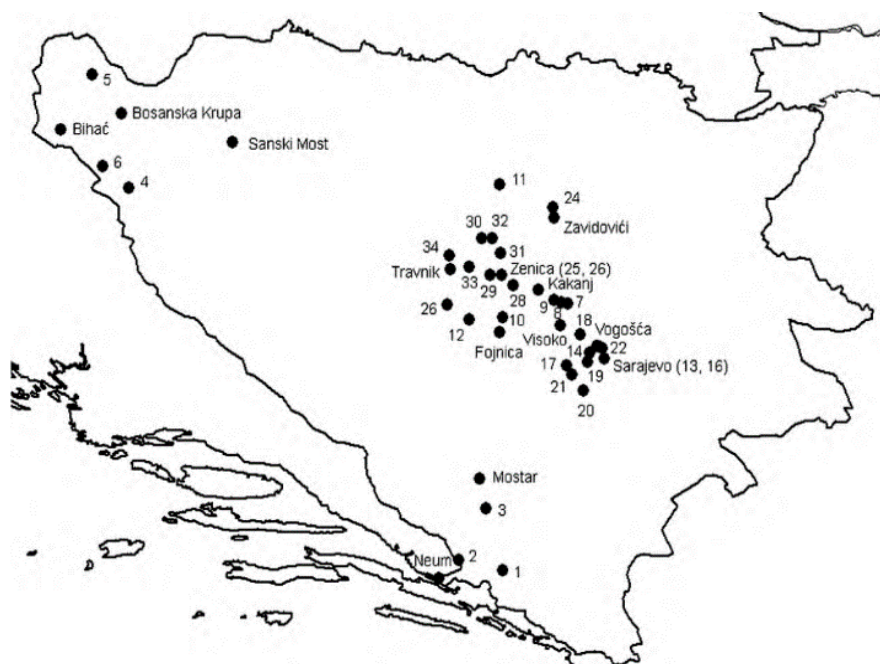 5
Bosanska Krupa
Bihać
Sanski Most
6
4
11
24
Zavidovići
30
32
34
31
Travnik
33
Zenica (25, 26)
29
28
Kakanj
26
9
8
7
12
10
18
Fojnica
Visoko
Vogošća
14
22
17
Sarajevo (13, 16)
19
21
20
Mostar
3
2
Neum
1